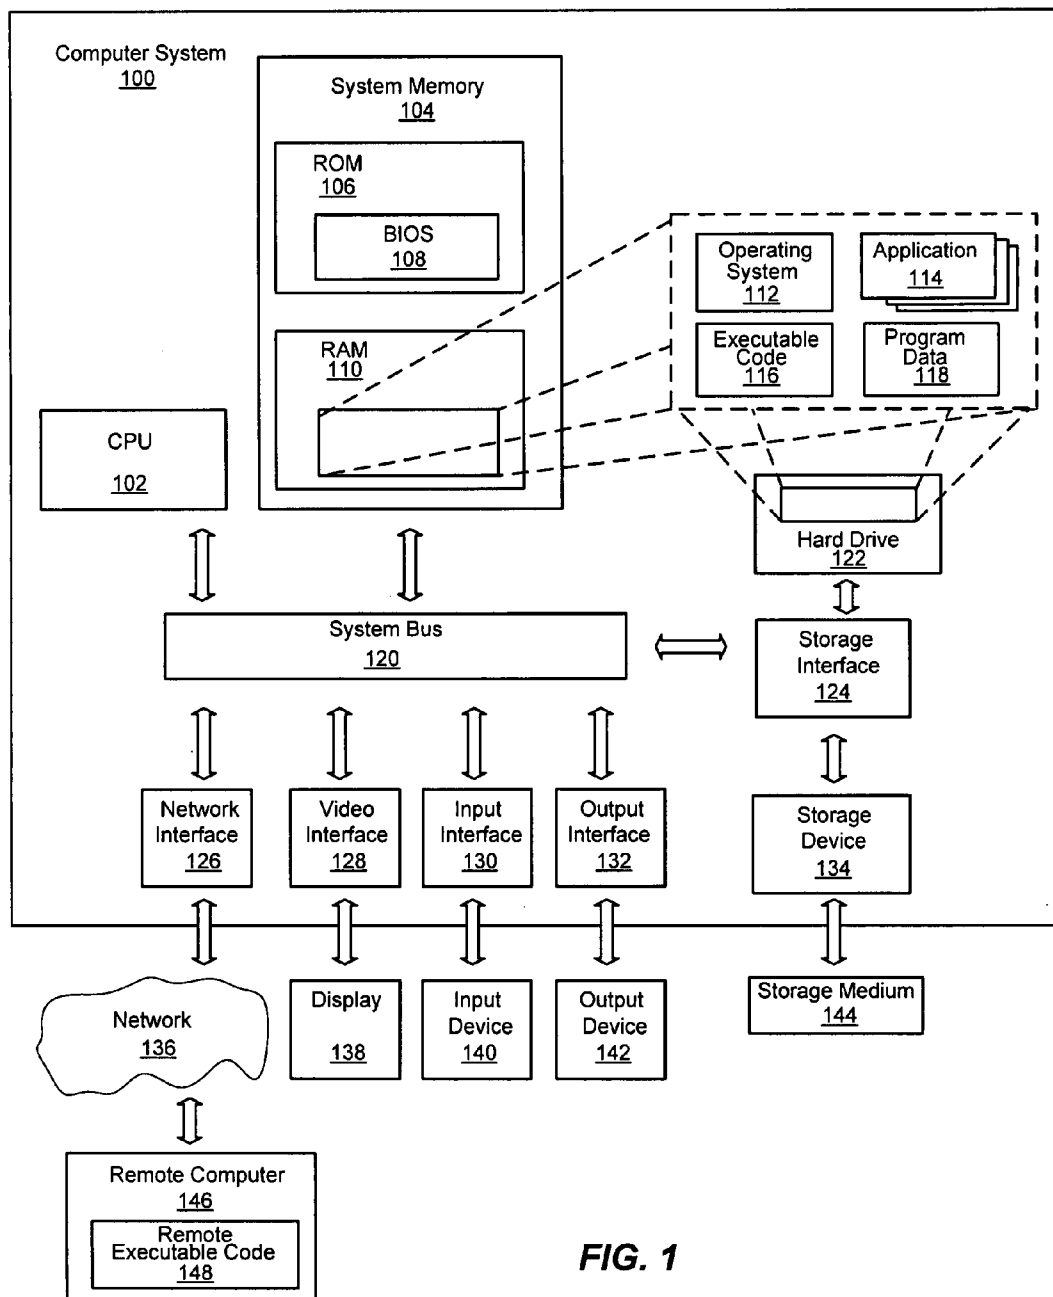 Computer System
100
System Memory
104
ROM
106
BIOS
108
RAM
110
Operating
System
112
Application
114
Executable
Code
116
Program
Data
118
CPU
102
Hard Drive
122
System Bus
120
Storage
Interface
124
Network
Interface
126
Video
Interface
128
Input
Interface
130
Output
Interface
132
Storage
Device
134
Network
136
Display
138
Input
Device
140
Output
Device
142
Storage Medium
144
Remote Computer
146
Remote
Executable Code
148
FIG. 1